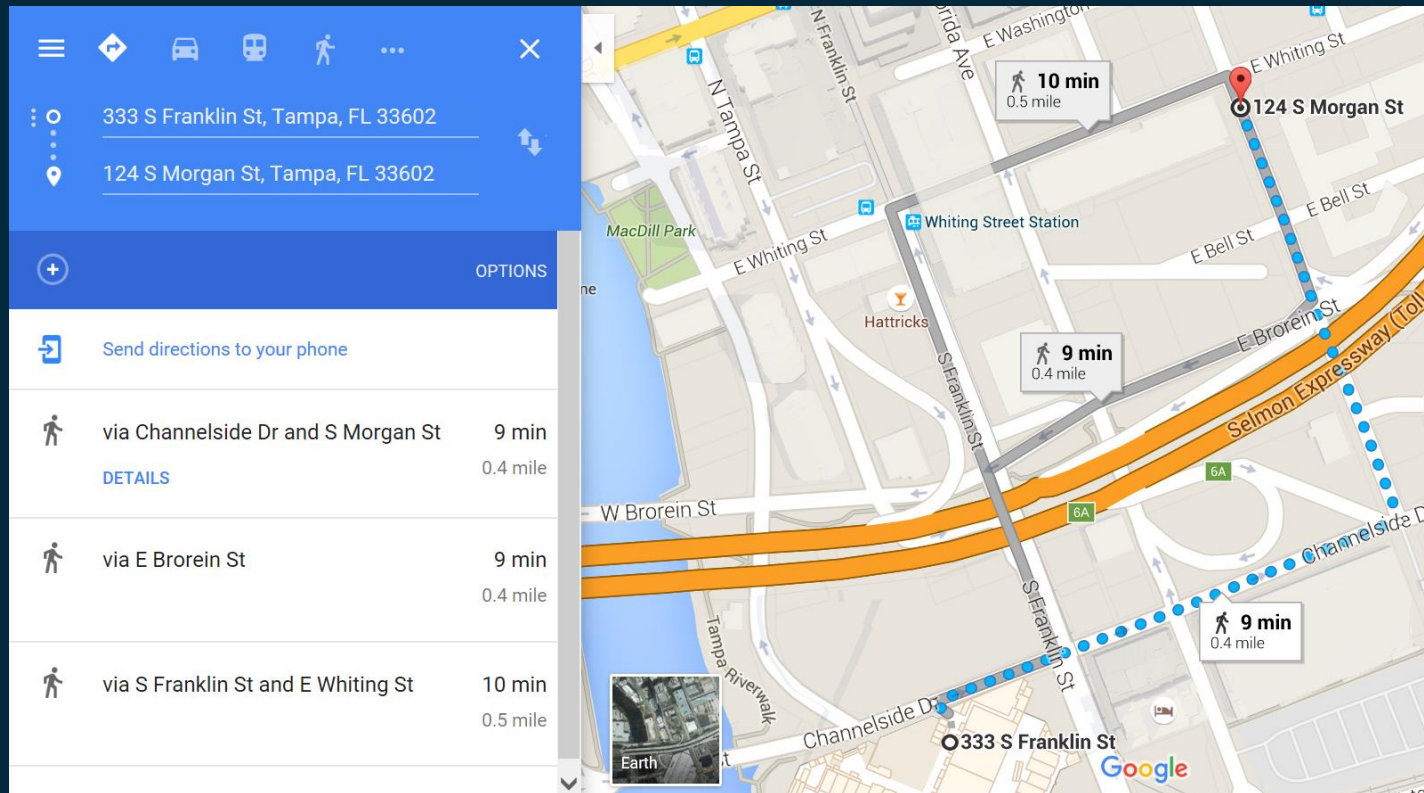 333 S Franklin St, Tampa, FL 33602
124 S Morgan St, Tampa, FL 33602
OPTIONS
Send directions to your phone
via Channelside Dr and S Morgan St 9 min
DETAILS 0.4 mile
via E Brorein St 9 min
0.4 mile
via S Franklin St and E Whiting St 10 min
0.5 mile
N Franklin St
orida Ave
E Washington
E Whiting St
10 min
0.5 mile
124 S Morgan St
N Tampa St
E Bell St
MacDill Park
Whiting Street Station
E Whiting St
E Bell St
ne
Hattricks
E Brorein St
9 min
0.4 mile
S Franklin St
Selmon Expressway (Toll
6A
W Brorein St
6A
Channelside D
S Franklin St
9 min
0.4 mile
Tampa Riverwalk
Channelside Dr
333 S Franklin St
Earth
t
Google